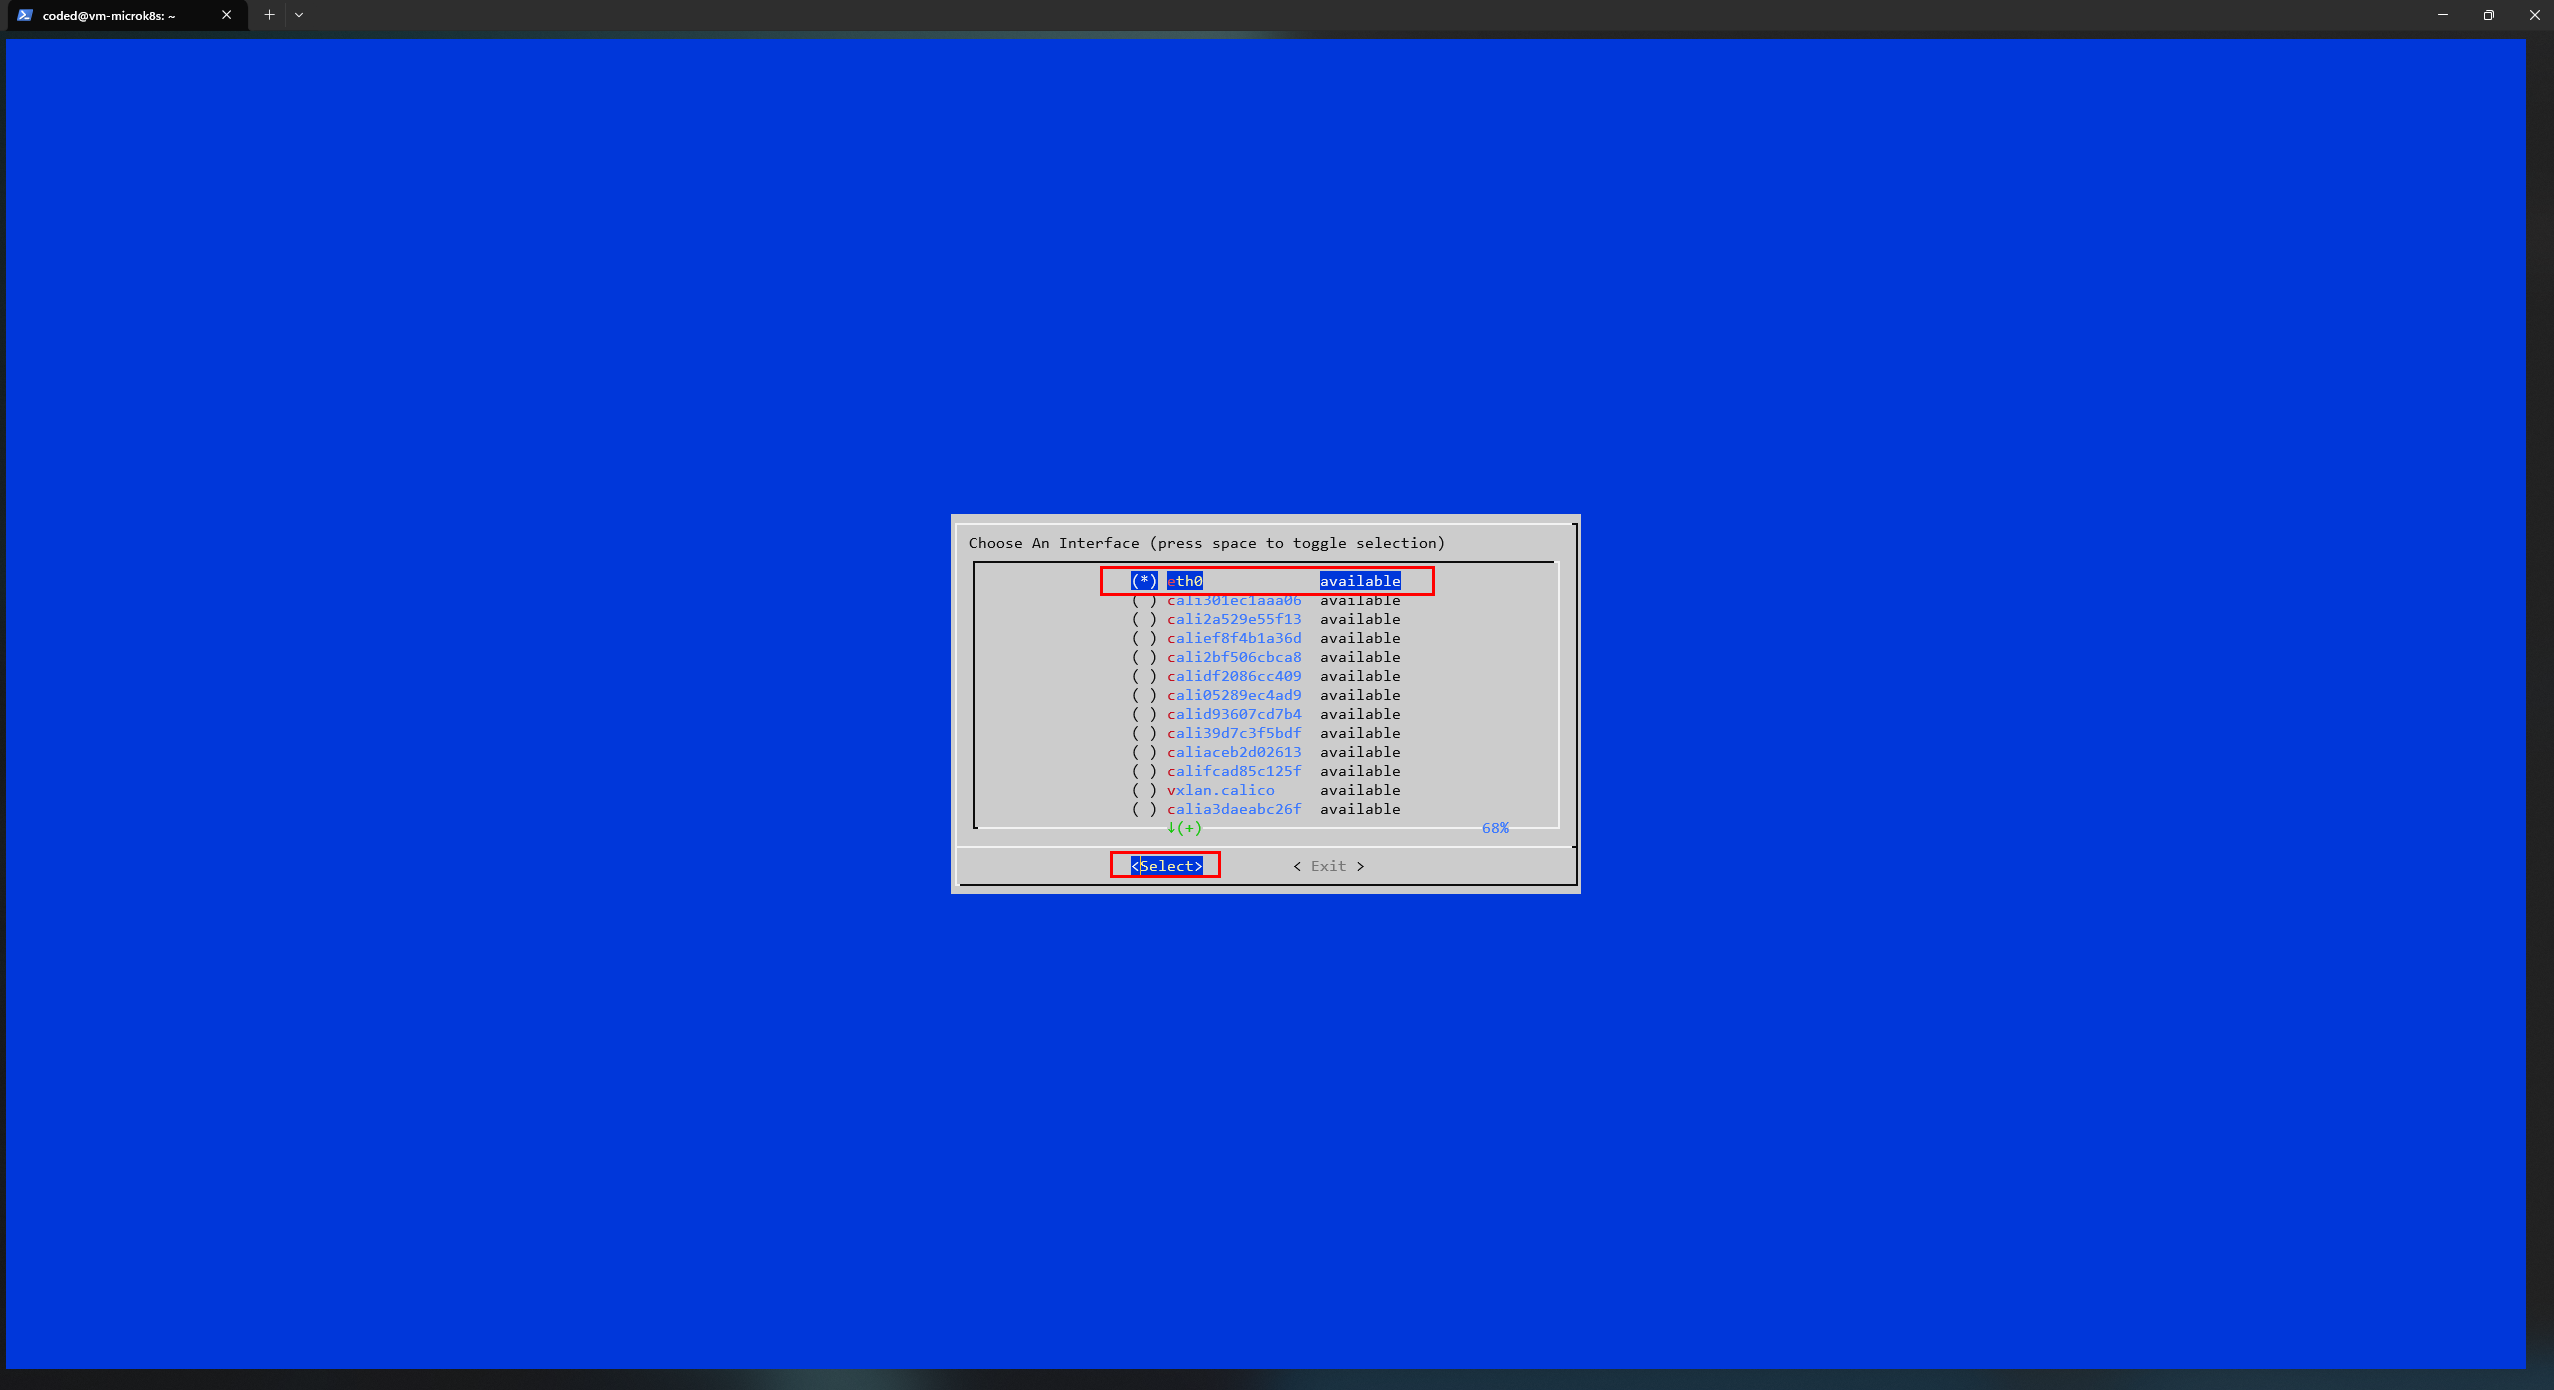 coded@vm-microk8s: ~
Choose An Interface (press space to toggle selection)
(*) eth0 available
( ) cali301ec1aaa06 available
( ) cali2a529e55f13 available
( ) calief8f4b1a36d available
( ) cali2bf506cbca8 available
( ) calidf2086cc409 available
( ) cali05289ec4ad9 available
( ) calid93607cd7b4 available
( ) cali39d7c3f5bdf available
( ) caliaceb2d02613 available
( ) califcad85c125f available
( ) vxlan.calico available
( ) calia3daeabc26f available
↓(+) 68%
<Select> < Exit >